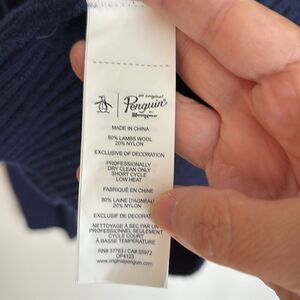 an original
Penguin
by Munsingwear
MADE IN CHINA
80% LAMBS WOOL
20% NYLON
EXCLUSIVE OF DECORATION
PROFESSIONALLY
DRY CLEAN ONLY
SHORT CYCLE
LOW HEAT
FABRIQUÉ EN CHINE
80% LAINE D'AGNEAU
20% NYLON
EXCLUSIF DE DECORAT
NETTOYAGE À SEC PAR UN
PROFESSIONNEL SEULEMENT
CYCLE COURT
À BASSE TEMPÉRATURE
RN# 37763 / CA# 55972
OP4123
www.originalpenguin.com